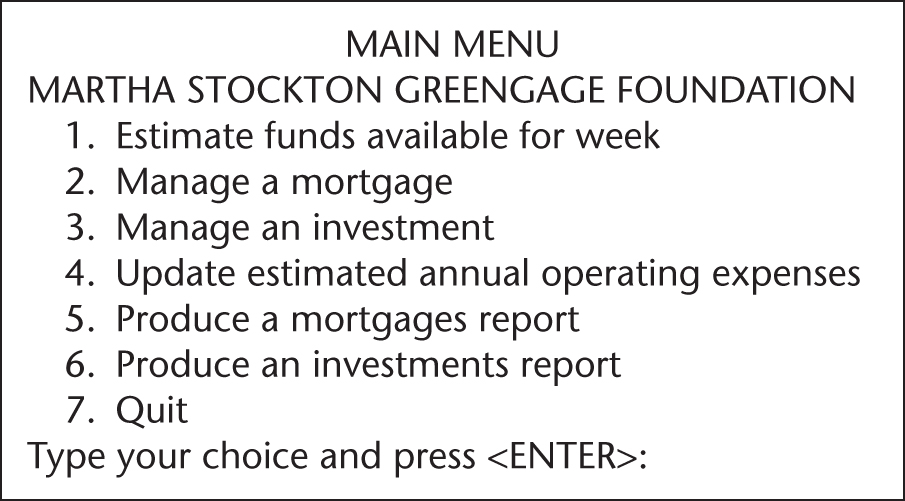 MAIN MENU
MARTHA STOCKTON GREENGAGE FOUNDATION
1. Estimate funds available for week
2. Manage a mortgage
3. Manage an investment
4. Update estimated annual operating expenses
5. Produce a mortgages report
6. Produce an investments report
7. Quit
Type your choice and press <ENTER>: